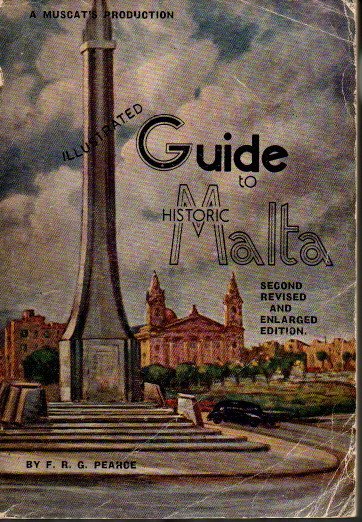 A MUSCAT'S PRODUCTION
ILLUSTRATED
Guide
to
HISTORIC
Malta
SECOND
REVISED
AND
ENLARGED
EDITION.
BY F. R. G. PEARCE